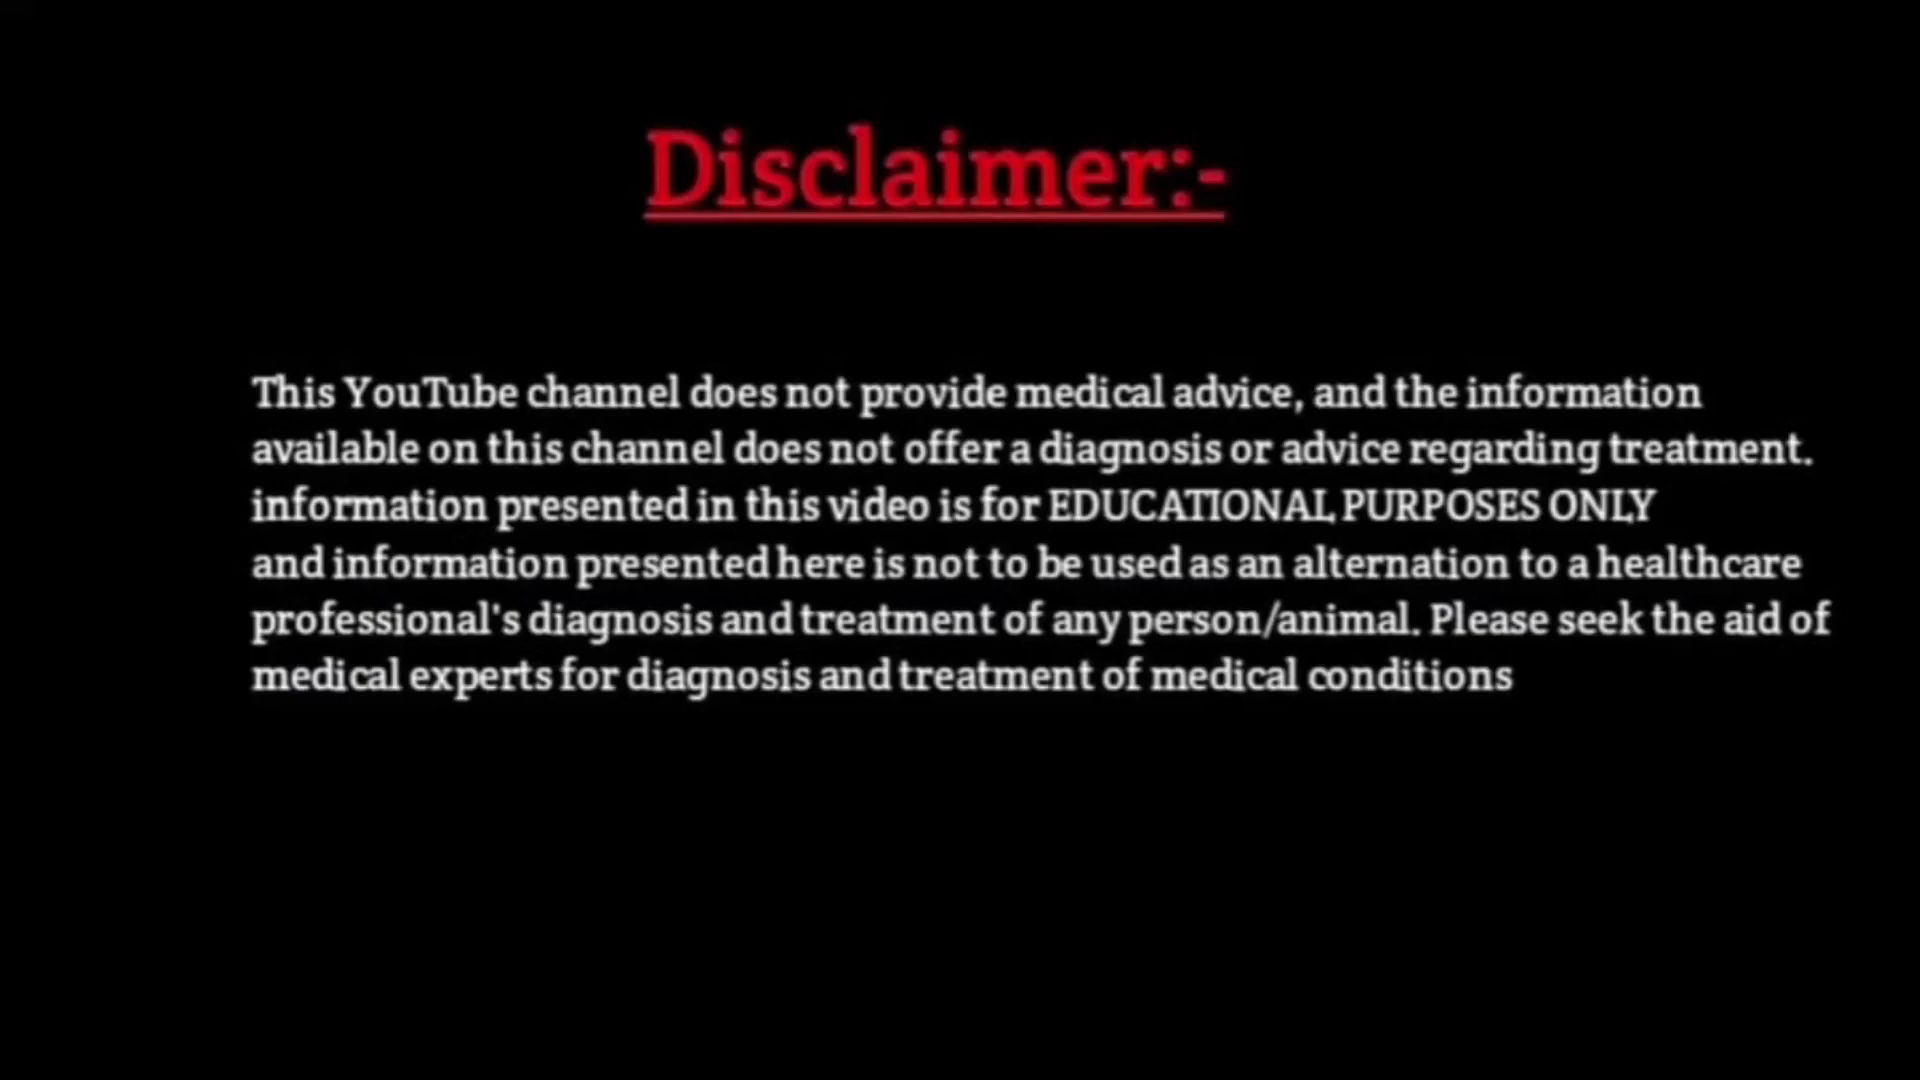 Disclaimer:-
This YouTube channel does not provide medical advice, and the information
available on this channel does not offer a diagnosis or advice regarding treatment.
information presented in this video is for EDUCATIONAL PURPOSES ONLY
and information presented here is not to be used as an alternation to a healthcare
professional's diagnosis and treatment of any person/animal. Please seek the aid of
medical experts for diagnosis and treatment of medical conditions